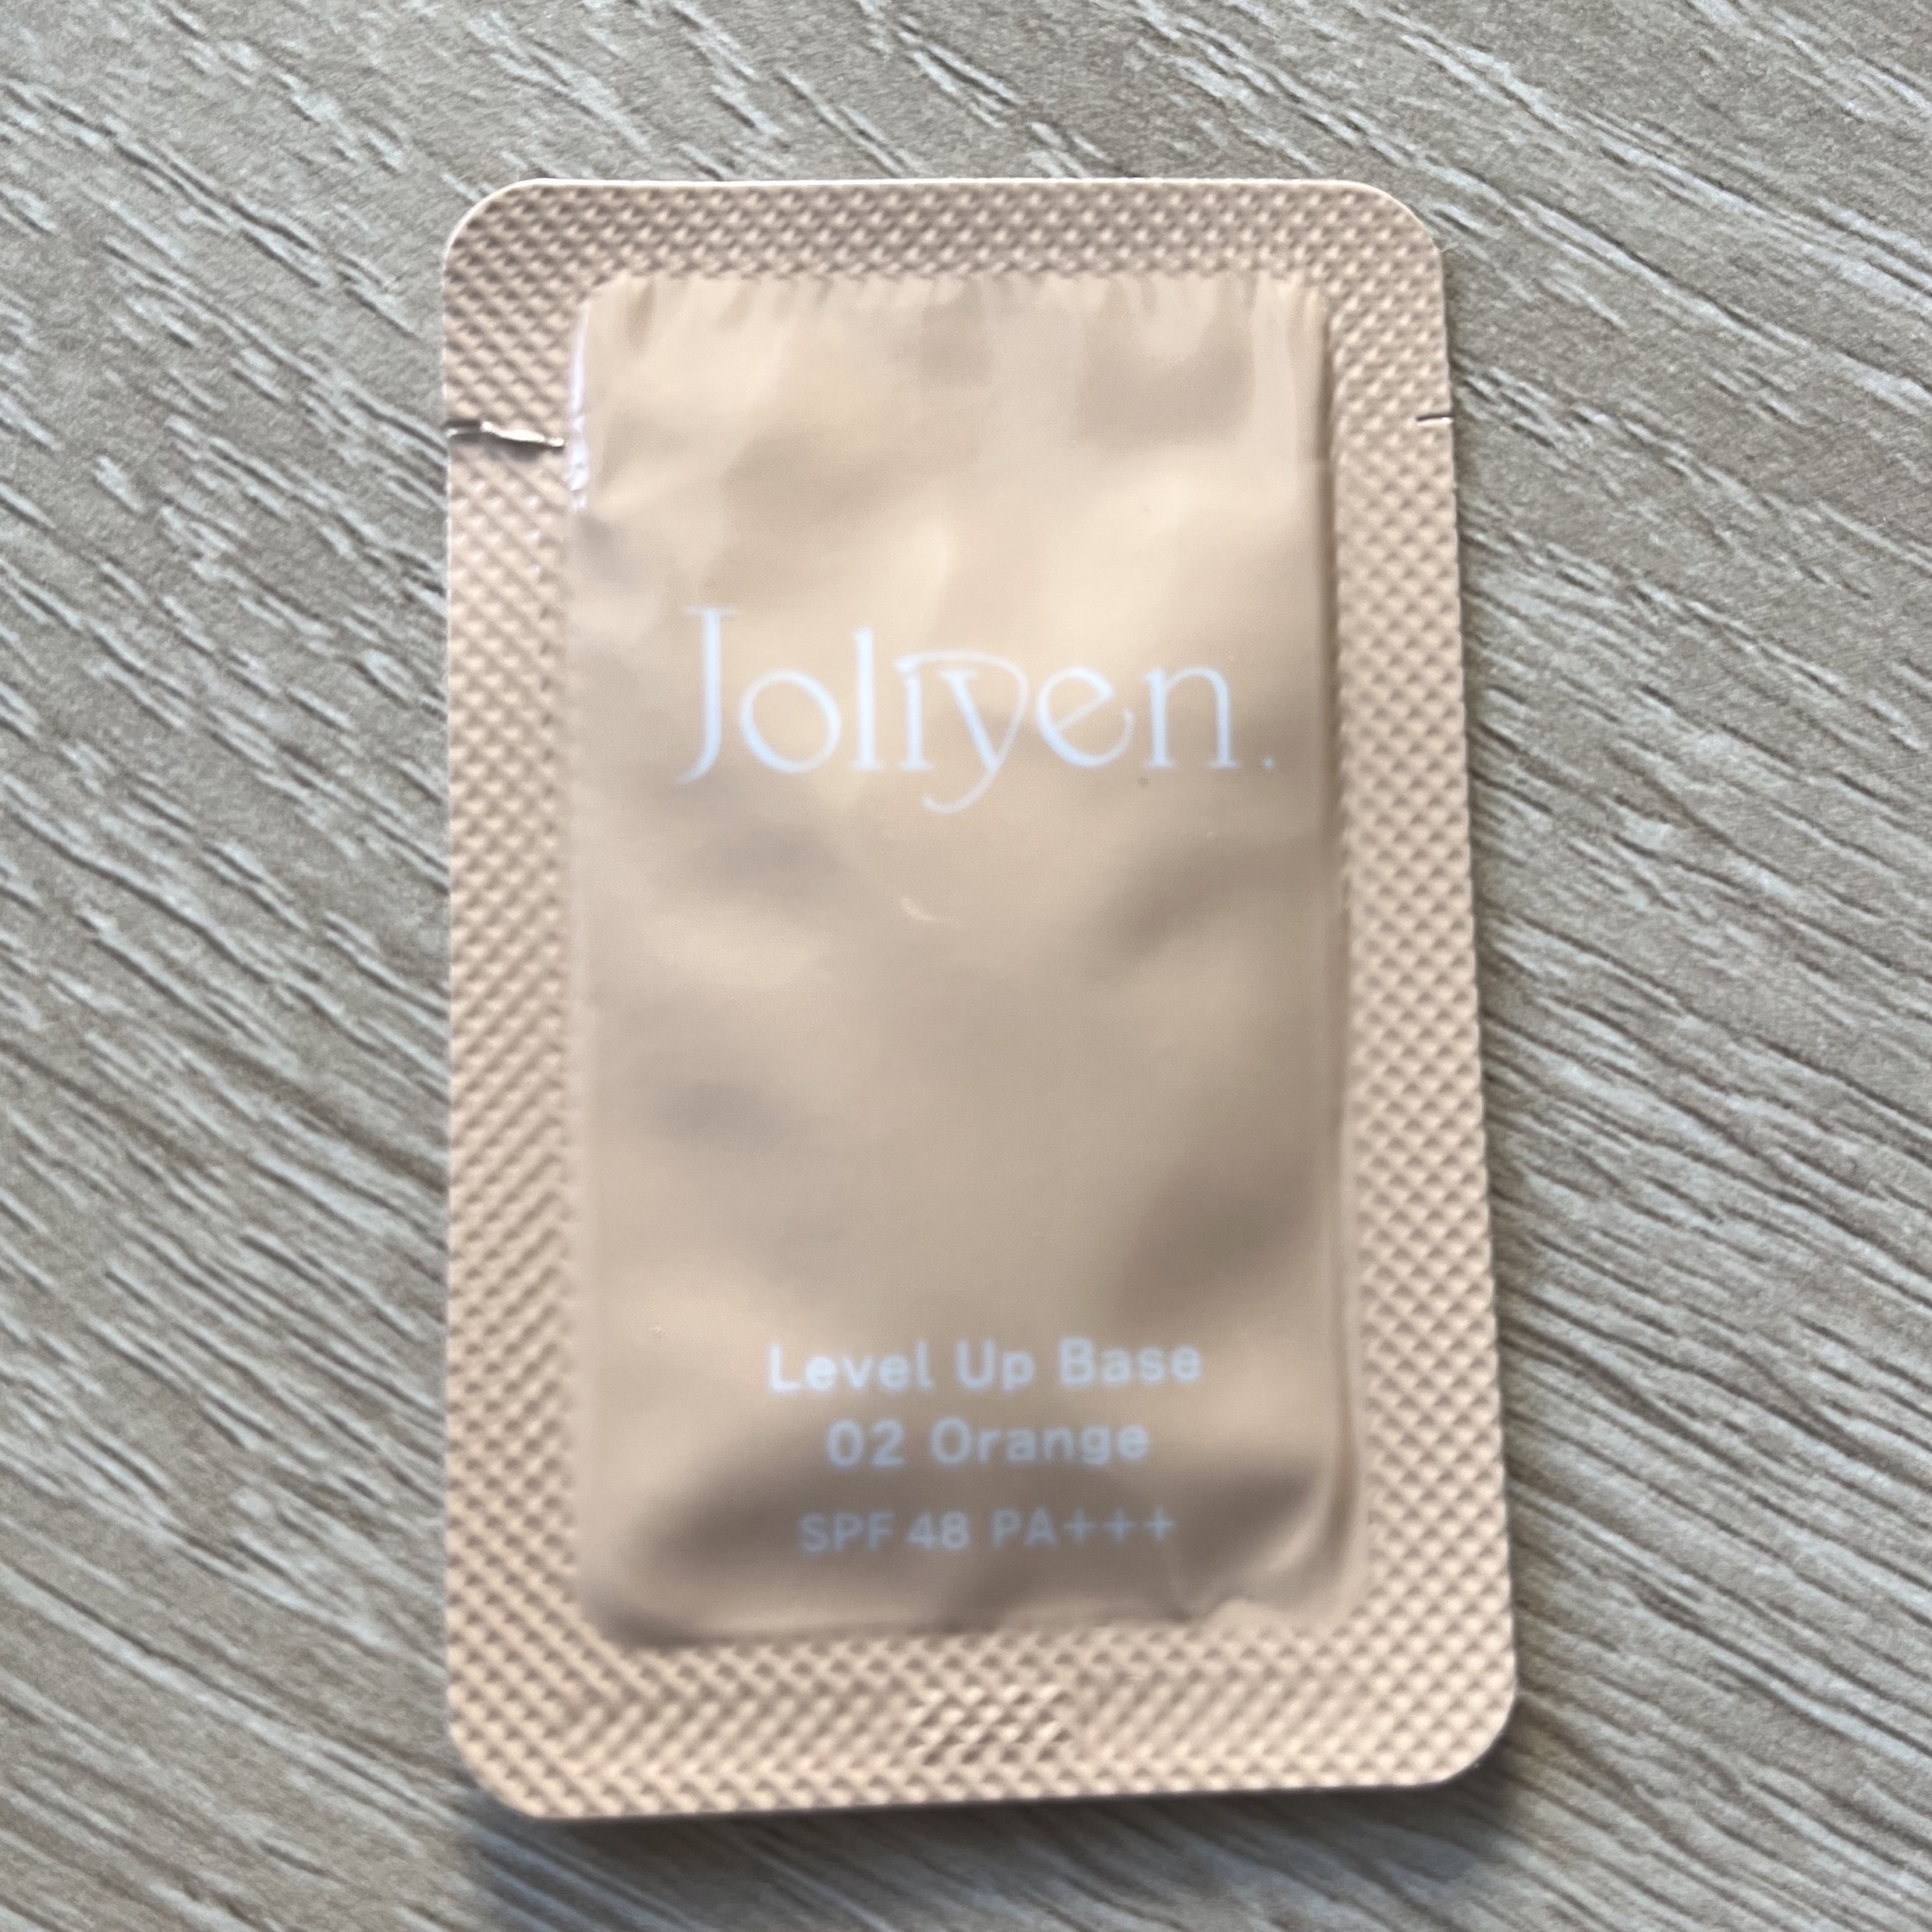 Joliyen.
Level Up Base
02 Orange
SPF 48 PA+++